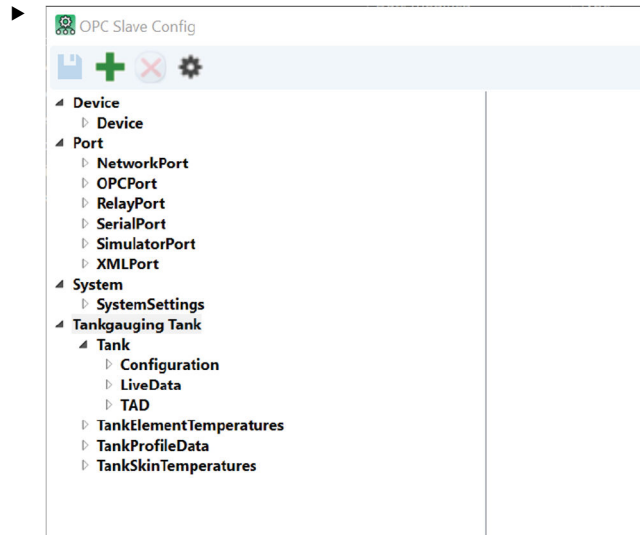 OPC Slave Config
Device
Device
Port
NetworkPort
OPCPort
RelayPort
SerialPort
SimulatorPort
XMLPort
System
SystemSettings
Tankgauging Tank
Tank
Configuration
LiveData
TAD
TankElementTemperatures
TankProfileData
TankSkinTemperatures